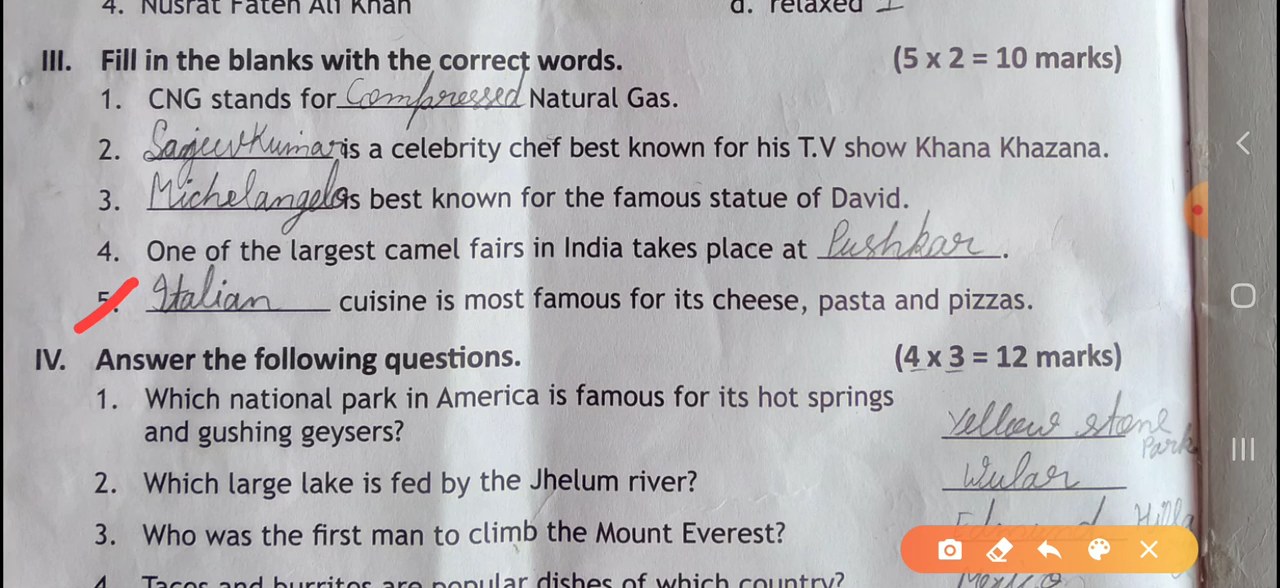 4. Nusrat Fateh Ali Khan d. relaxed
III. Fill in the blanks with the correct words. (5 x 2 = 10 marks)
1. CNG stands for Compressed Natural Gas.
2. Sanjeev Kumar is a celebrity chef best known for his T.V show Khana Khazana.
3. Michelangelo is best known for the famous statue of David.
4. One of the largest camel fairs in India takes place at Pushkar.
5. Italian cuisine is most famous for its cheese, pasta and pizzas.
IV. Answer the following questions. (4 x 3 = 12 marks)
1. Which national park in America is famous for its hot springs
and gushing geysers? Yellow stone
Park
2. Which large lake is fed by the Jhelum river? Wular
3. Who was the first man to climb the Mount Everest? Edmund
4. Tacos and burritos are popular dishes of which country? Mexico